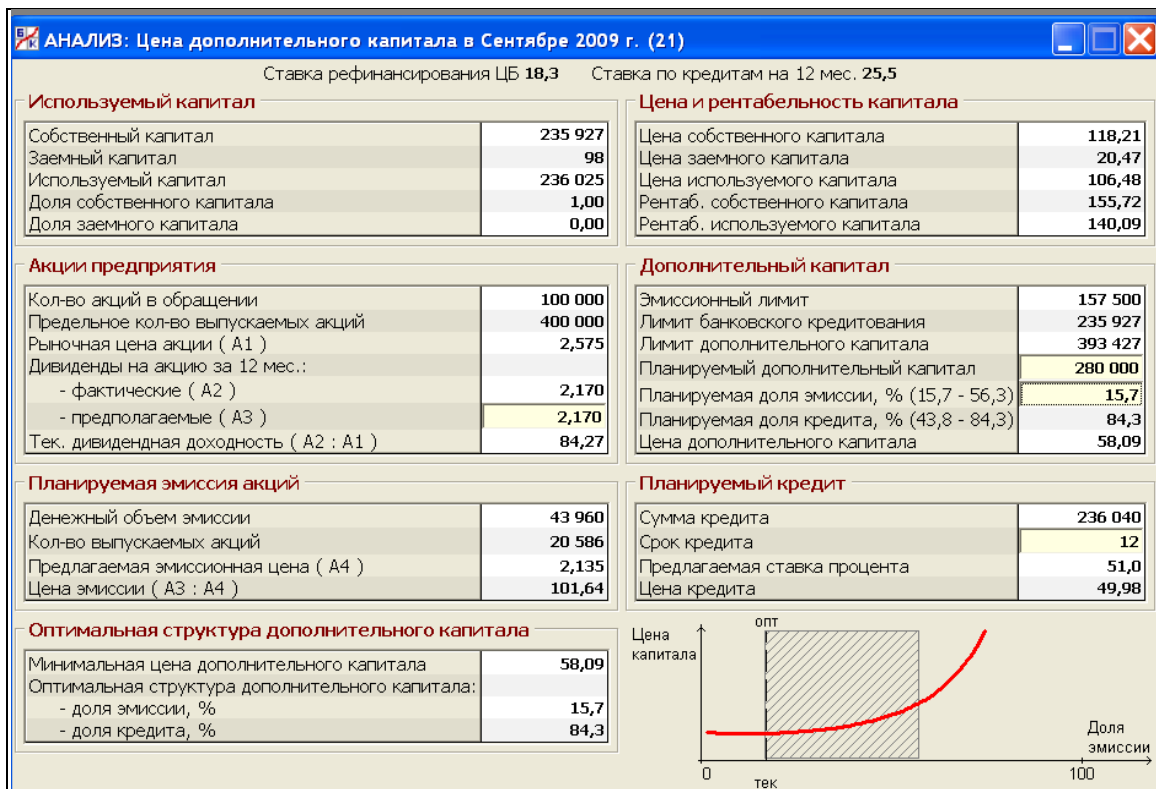 БК АНАЛИЗ: Цена дополнительного капитала в Сентябре 2009 г. (21)
Ставка рефинансирования ЦБ 18,3 Ставка по кредитам на 12 мес. 25,5
Используемый капитал
Собственный капитал 235 927
Заемный капитал 98
Используемый капитал 236 025
Доля собственного капитала 1,00
Доля заемного капитала 0,00
Цена и рентабельность капитала
Цена собственного капитала 118,21
Цена заемного капитала 20,47
Цена используемого капитала 106,48
Рентаб. собственного капитала 155,72
Рентаб. используемого капитала 140,09
Акции предприятия
Кол-во акций в обращении 100 000
Предельное кол-во выпускаемых акций 400 000
Рыночная цена акции ( А1 ) 2,575
Дивиденды на акцию за 12 мес.:
- фактические ( А2 ) 2,170
- предполагаемые ( А3 ) 2,170
Тек. дивидендная доходность ( А2 : А1 ) 84,27
Дополнительный капитал
Эмиссионный лимит 157 500
Лимит банковского кредитования 235 927
Лимит дополнительного капитала 393 427
Планируемый дополнительный капитал 280 000
Планируемая доля эмиссии, % (15,7 - 56,3) 15,7
Планируемая доля кредита, % (43,8 - 84,3) 84,3
Цена дополнительного капитала 58,09
Планируемая эмиссия акций
Денежный объем эмиссии 43 960
Кол-во выпускаемых акций 20 586
Предлагаемая эмиссионная цена ( А4 ) 2,135
Цена эмиссии ( А3 : А4 ) 101,64
Планируемый кредит
Сумма кредита 236 040
Срок кредита 12
Предлагаемая ставка процента 51,0
Цена кредита 49,98
Оптимальная структура дополнительного капитала
Минимальная цена дополнительного капитала 58,09
Оптимальная структура дополнительного капитала:
- доля эмиссии, % 15,7
- доля кредита, % 84,3
Цена
капитала
опт
Доля
эмиссии
0
тек
100